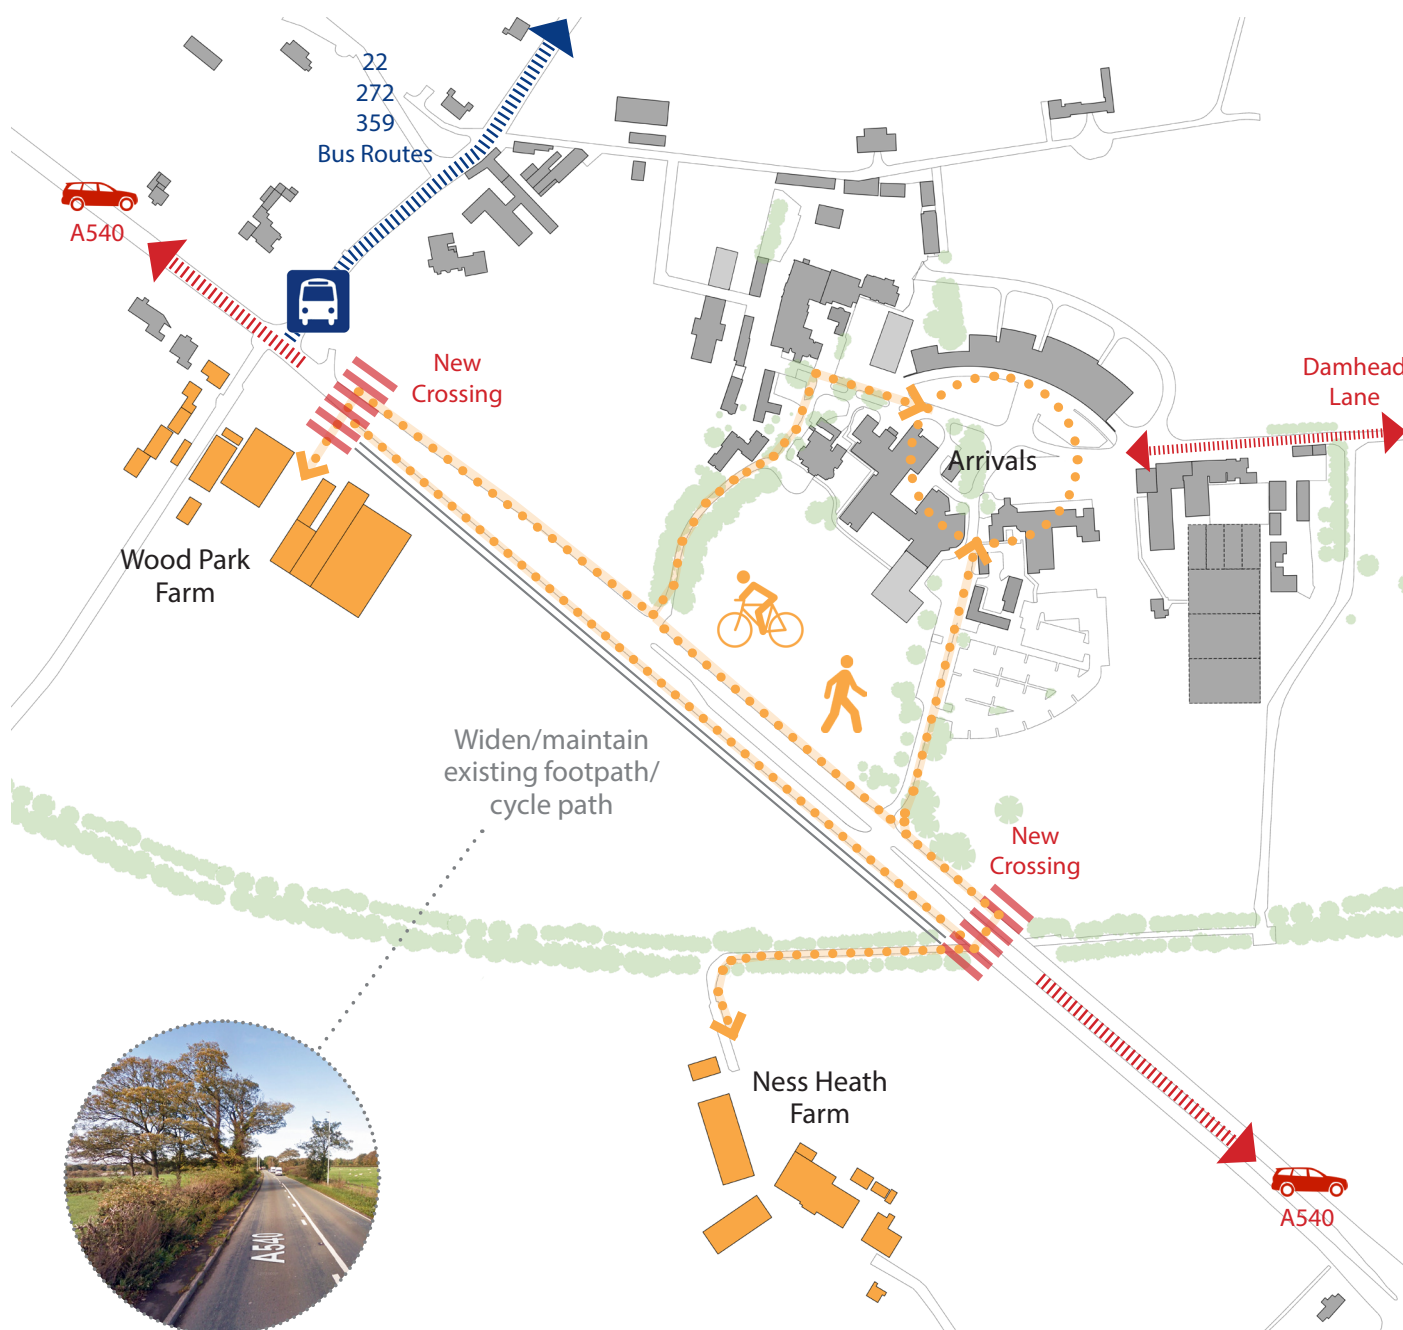 22
272
359
Bus Routes
A540
New
Crossing
Damhead
Lane
Arrivals
Wood Park
Farm
Widen/maintain
existing footpath/
cycle path
New
Crossing
Ness Heath
Farm
A540
A540